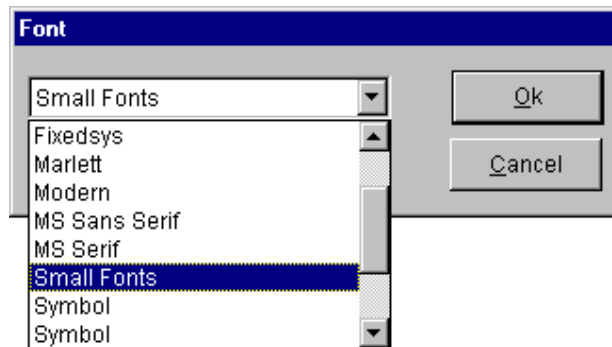 Font
Small Fonts
Ok
Fixedsys
Marlett
Cancel
Modern
MS Sans Serif
MS Serif
Small Fonts
Symbol
Symbol